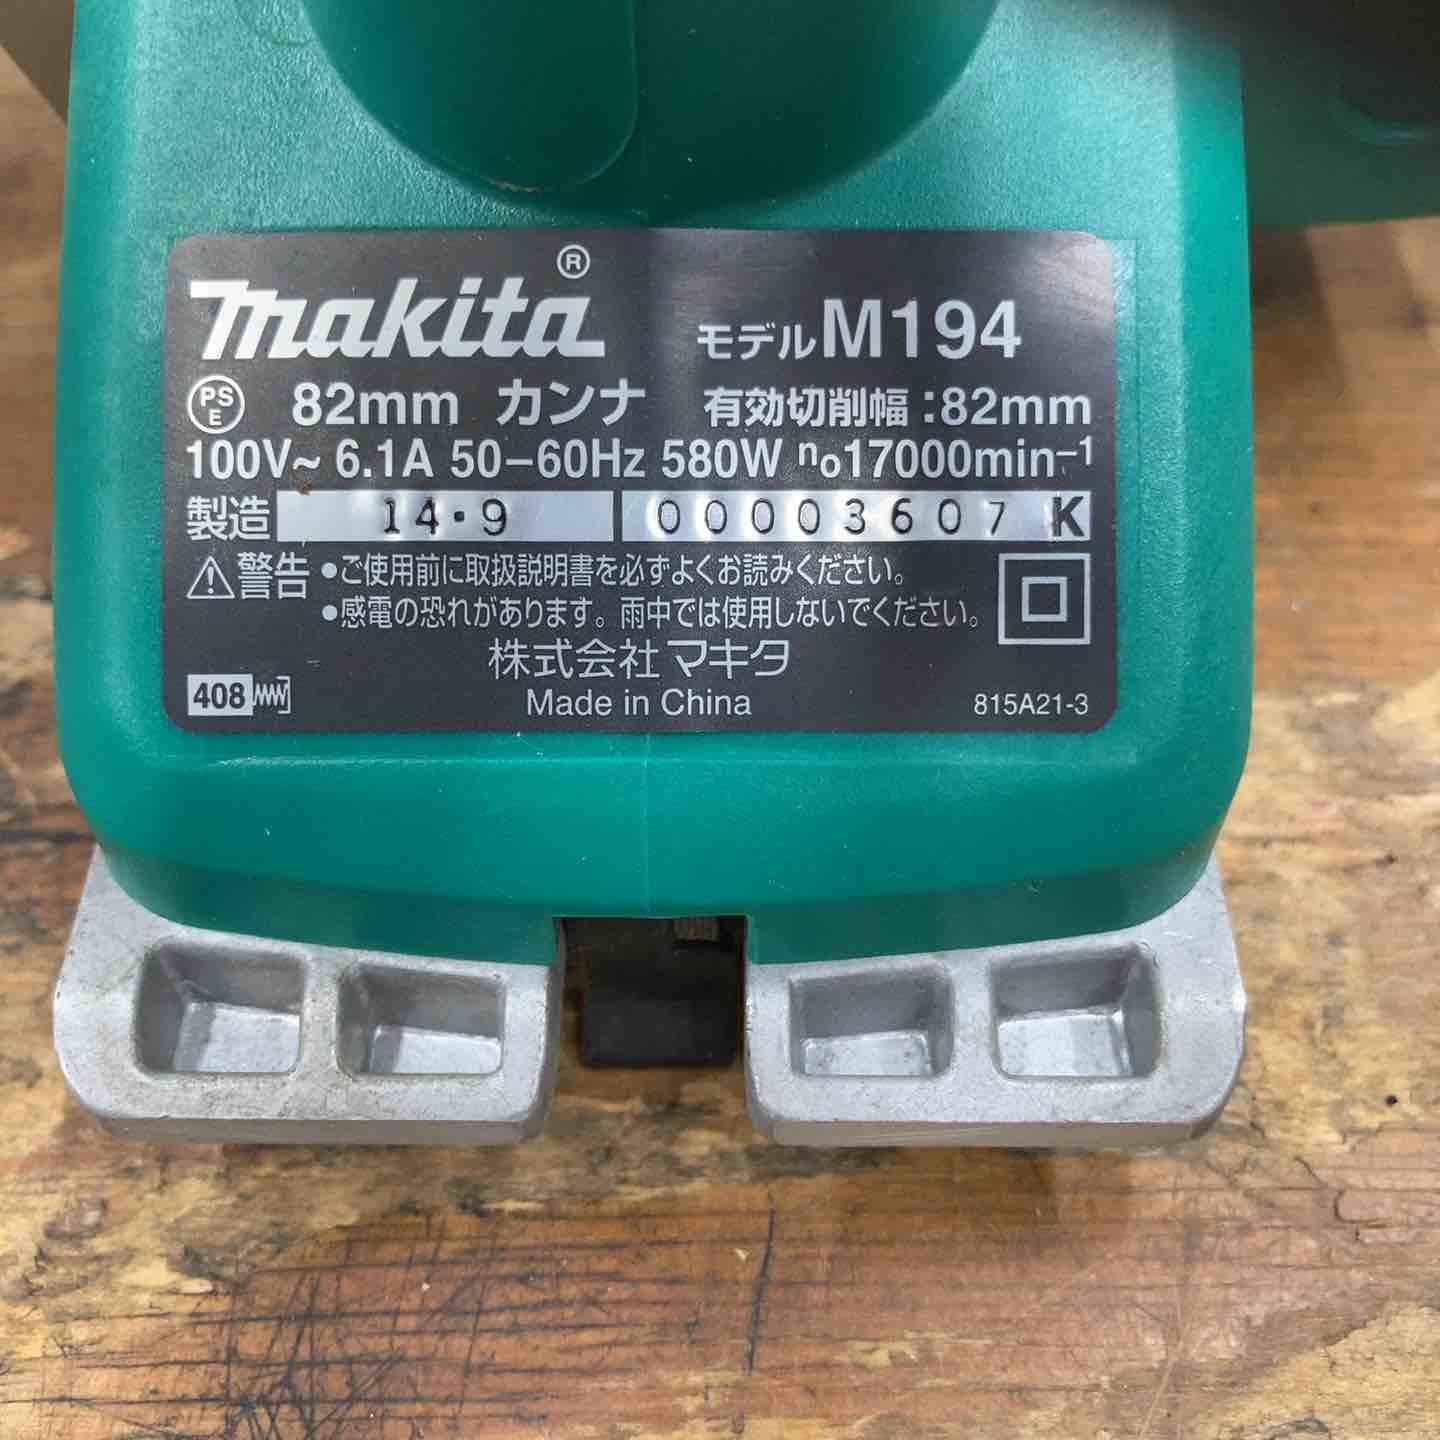 makita®
モデルM194
PSE 82mm カンナ 有効切削幅:82mm
100V~ 6.1A 50–60Hz 580W no17000min−1
製造 14・9 00003607 K
警告 •ご使用前に取扱説明書を必ずよくお読みください。
•感電の恐れがあります。雨中では使用しないでください。
株式会社 マキタ
408 Made in China 815A21-3